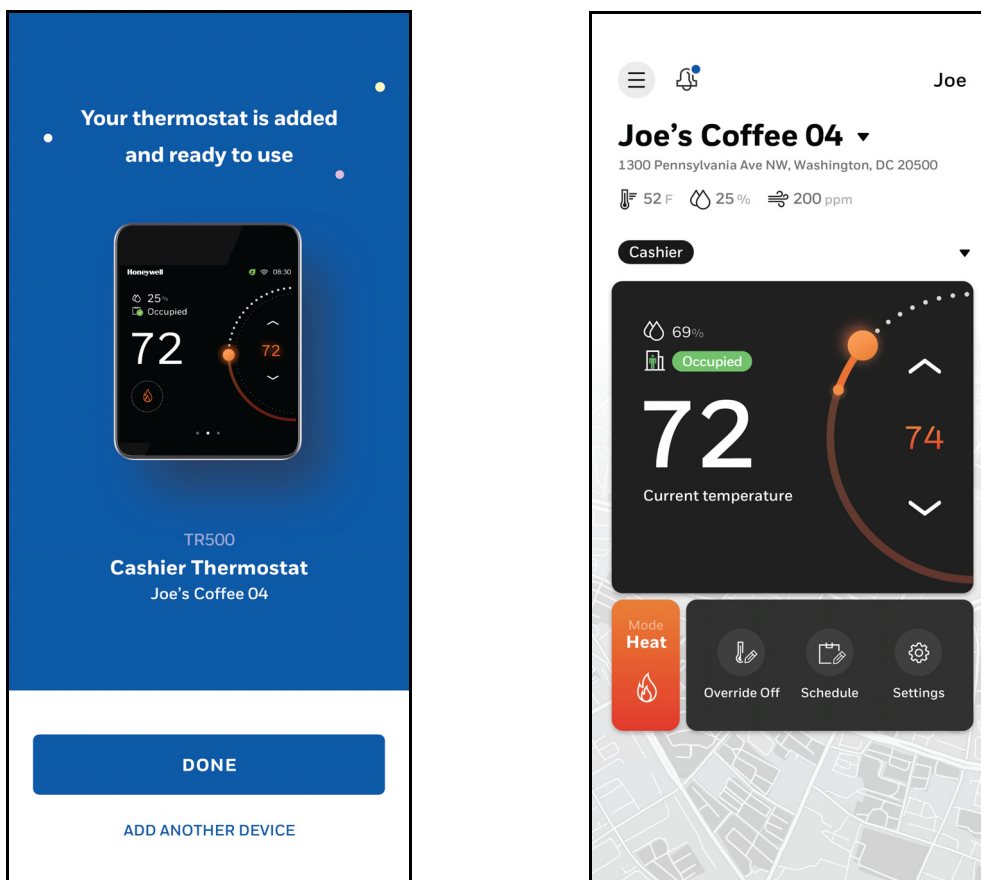 Your thermostat is added
and ready to use
Honeywell
08:30
25%
Occupied
72
72
TR500
Cashier Thermostat
Joe's Coffee 04
DONE
ADD ANOTHER DEVICE
Joe
Joe's Coffee 04
1300 Pennsylvania Ave NW, Washington, DC 20500
52 F 25 % 200 ppm
Cashier
69%
Occupied
72
74
Current temperature
Mode
Heat
Override Off Schedule Settings